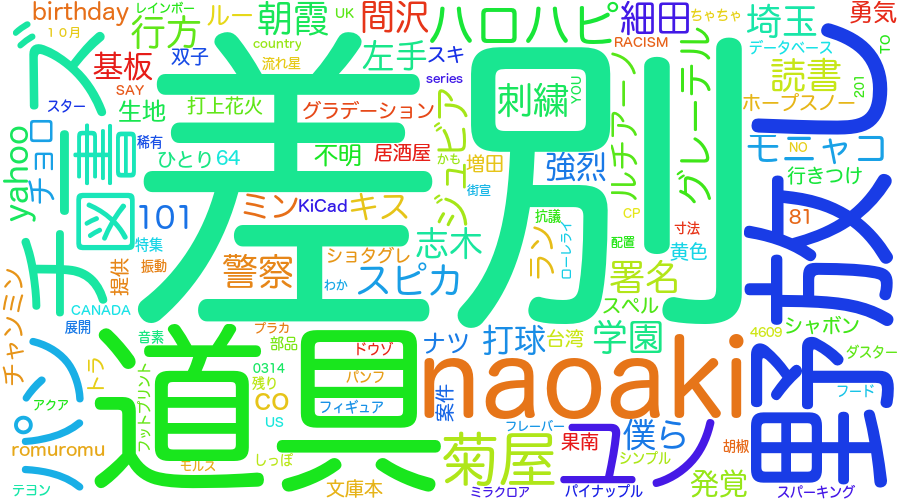 birthday
レインボー
UK
ルー
朝霞
間沢
ハロハピ
細田
ちゃちゃ
埼玉
勇気
10月
行方
country
左手
スキ
RACISM
データベース
TO
チーズ
基板
双子
流れ星
series
ジュビア
刺繍
YOU
ルチアーノ
グレーテル
読書
201
SAY
スター
生地
打上花火
グラデーション
ホープスノー
野放し
yahoo
チョロ
図書
稀有
ひとり
64
不明
居酒屋
かも
増田
強烈
NO
モニャコ
差別
街宣
行きつけ
101
ミン
KiCad
キス
抗議
CP
81
特集
志木
ラン
ローレライ
配置
寸法
黄色
提供
振動
警察
ショタグレ
わか
スピカ
署名
チャンミン
CANADA
展開
スペル
パン
音素
プラカ
部品
ナツ
打球
台湾
学園
4609
シャボン
トラ
道具
ドウゾ
naoaki
ダスター
0314
残り
パンフ
フットプリント
CO
アクア
US
フィギュア
案件
フード
romuromu
しっぽ
菊屋
フレーバー
果南
ユノ
僕ら
シンプル
胡椒
モルス
テヨン
文庫本
ミラクロア
パイナップル
発覚
スパーキング